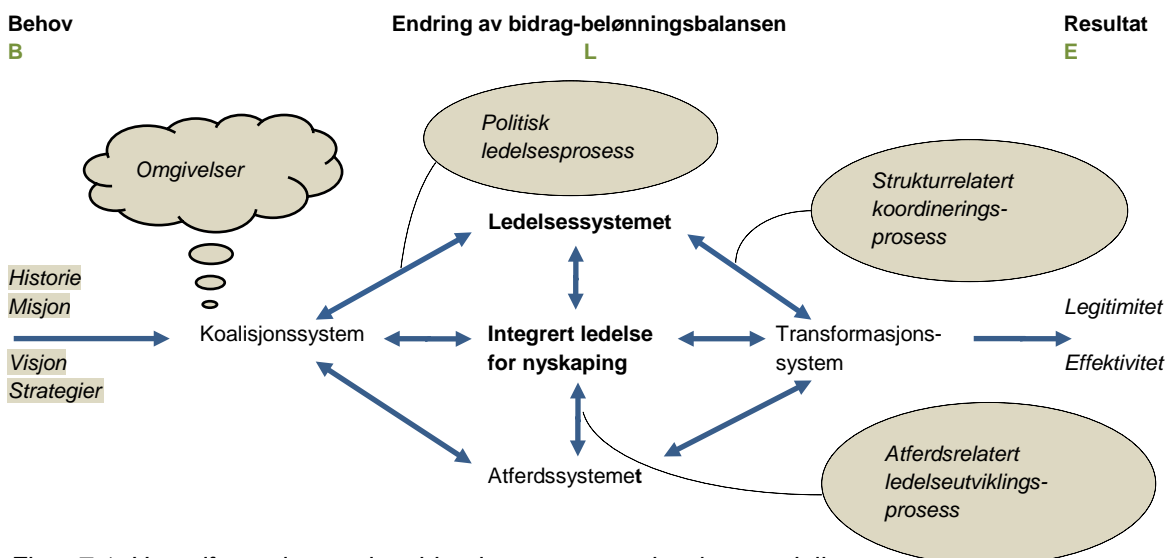 Behov
B
Endring av bidrag-belønningsbalansen
L
Resultat
E
Omgivelser
Politisk
ledelsesprosess
Strukturrelatert
koordinerings-
prosess
Ledelsessystemet
Historie
Misjon
Visjon
Strategier
Koalisjonssystem
Integrert ledelse
for nyskaping
Transformasjons-
system
Legitimitet
Effektivitet
Atferdssystemet
Atferdsrelatert
ledelseutviklings-
prosess